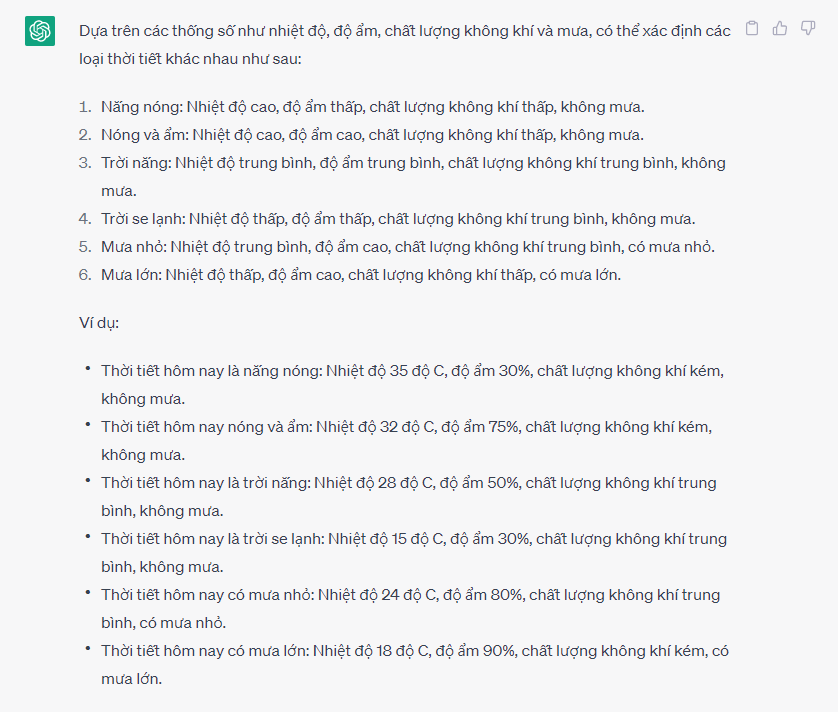 Dựa trên các thống số như nhiệt độ, độ ẩm, chất lượng không khí và mưa, có thể xác định các
loại thời tiết khác nhau như sau:
1. Nắng nóng: Nhiệt độ cao, độ ẩm thấp, chất lượng không khí thấp, không mưa.
2. Nóng và ẩm: Nhiệt độ cao, độ ẩm cao, chất lượng không khí thấp, không mưa.
3. Trời nắng: Nhiệt độ trung bình, độ ẩm trung bình, chất lượng không khí trung bình, không
mưa.
4. Trời se lạnh: Nhiệt độ thấp, độ ẩm thấp, chất lượng không khí trung bình, không mưa.
5. Mưa nhỏ: Nhiệt độ trung bình, độ ẩm cao, chất lượng không khí trung bình, có mưa nhỏ.
6. Mưa lớn: Nhiệt độ thấp, độ ẩm cao, chất lượng không khí thấp, có mưa lớn.
Ví dụ:
• Thời tiết hôm nay là nắng nóng: Nhiệt độ 35 độ C, độ ẩm 30%, chất lượng không khí kém,
không mưa.
• Thời tiết hôm nay nóng và ẩm: Nhiệt độ 32 độ C, độ ẩm 75%, chất lượng không khí kém,
không mưa.
• Thời tiết hôm nay là trời nắng: Nhiệt độ 28 độ C, độ ẩm 50%, chất lượng không khí trung
bình, không mưa.
• Thời tiết hôm nay là trời se lạnh: Nhiệt độ 15 độ C, độ ẩm 30%, chất lượng không khí trung
bình, không mưa.
• Thời tiết hôm nay có mưa nhỏ: Nhiệt độ 24 độ C, độ ẩm 80%, chất lượng không khí trung
bình, có mưa nhỏ.
• Thời tiết hôm nay có mưa lớn: Nhiệt độ 18 độ C, độ ẩm 90%, chất lượng không khí kém, có
mưa lớn.